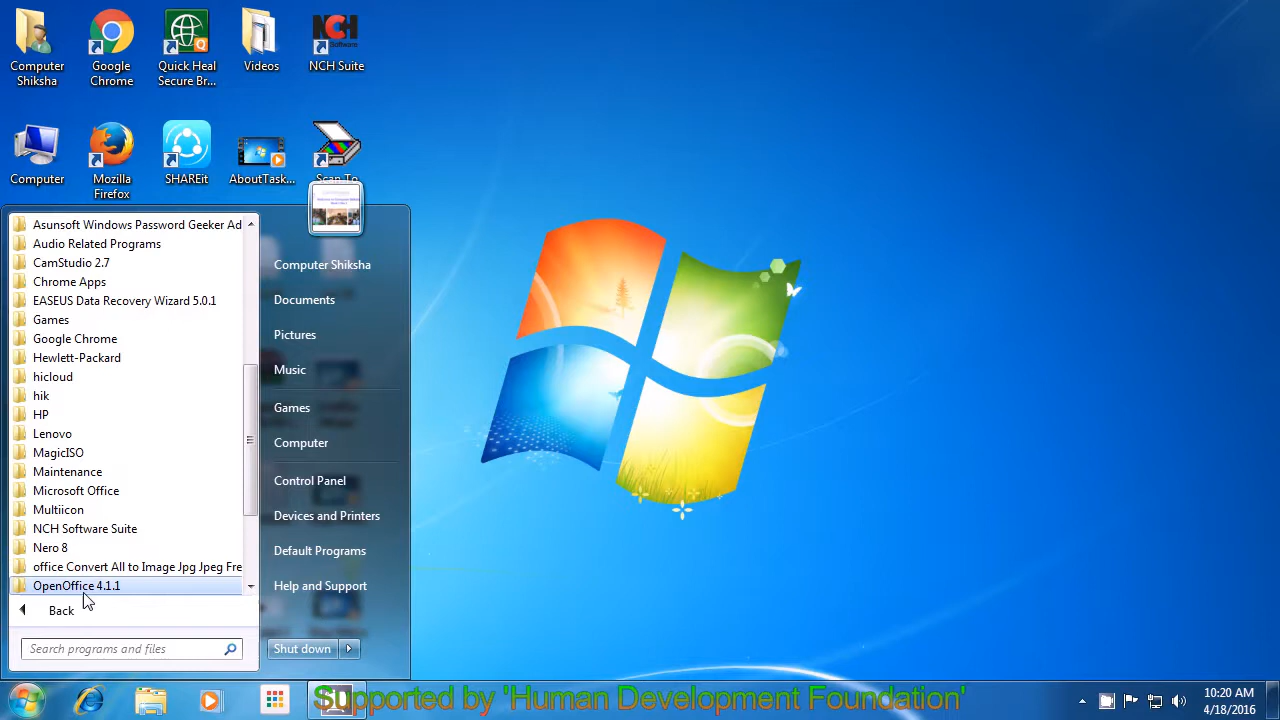 Computer
Shiksha
Google
Chrome
Quick Heal
Secure Br...
Videos
NCH
Software
NCH Suite
Computer
Mozilla
Firefox
SHAREit
AboutTask...
Scan To
Asunsoft Windows Password Geeker Ad
Audio Related Programs
CamStudio 2.7
Chrome Apps
EASEUS Data Recovery Wizard 5.0.1
Games
Google Chrome
Hewlett-Packard
hicloud
hik
HP
Lenovo
MagicISO
Maintenance
Microsoft Office
Multiicon
NCH Software Suite
Nero 8
office Convert All to Image Jpg Jpeg Fre
OpenOffice 4.1.1
Back
Search programs and files
Computer Shiksha
Documents
Pictures
Music
Games
Computer
Control Panel
Devices and Printers
Default Programs
Help and Support
Shut down
Supported by 'Human Development Foundation'
10:20 AM
4/18/2016